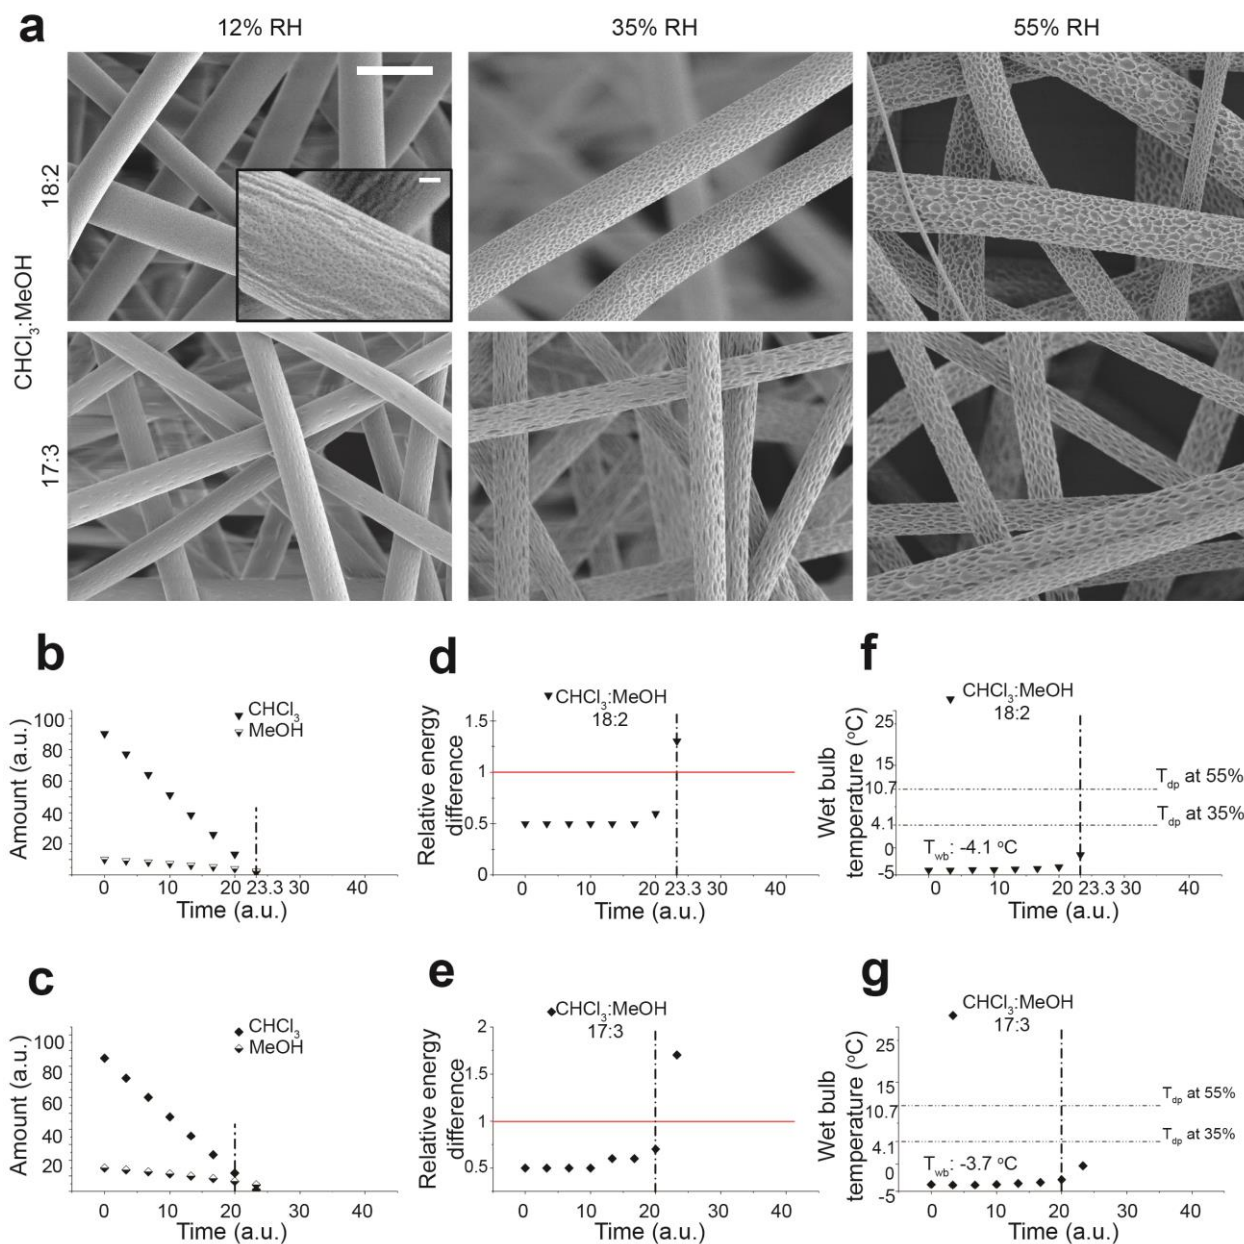 a
12% RH
35% RH
55% RH
CHCl₃:MeOH
18:2
17:3
b
Amount (a.u.)
100
80
60
40
20
CHCl₃
MeOH
0
10
20
23.3
30
40
Time (a.u.)
d
Relative energy
difference
CHCl₃:MeOH
18:2
1.5
1
0.5
0
0
10
20
23.3
30
40
Time (a.u.)
f
Wet bulb
temperature (°C)
CHCl₃:MeOH
18:2
25
15
10.7
4.1
0
-5
T_dp at 55%
T_dp at 35%
T_wb: -4.1 °C
0
10
20
23.3
30
40
Time (a.u.)
c
Amount (a.u.)
100
80
60
40
20
CHCl₃
MeOH
0
10
20
30
40
Time (a.u.)
e
Relative energy
difference
CHCl₃:MeOH
17:3
2
1.5
1
0.5
0
10
20
30
40
Time (a.u.)
g
Wet bulb
temperature (°C)
CHCl₃:MeOH
17:3
25
15
10.7
4.1
0
-5
T_dp at 55%
T_dp at 35%
T_wb: -3.7 °C
0
10
20
30
40
Time (a.u.)